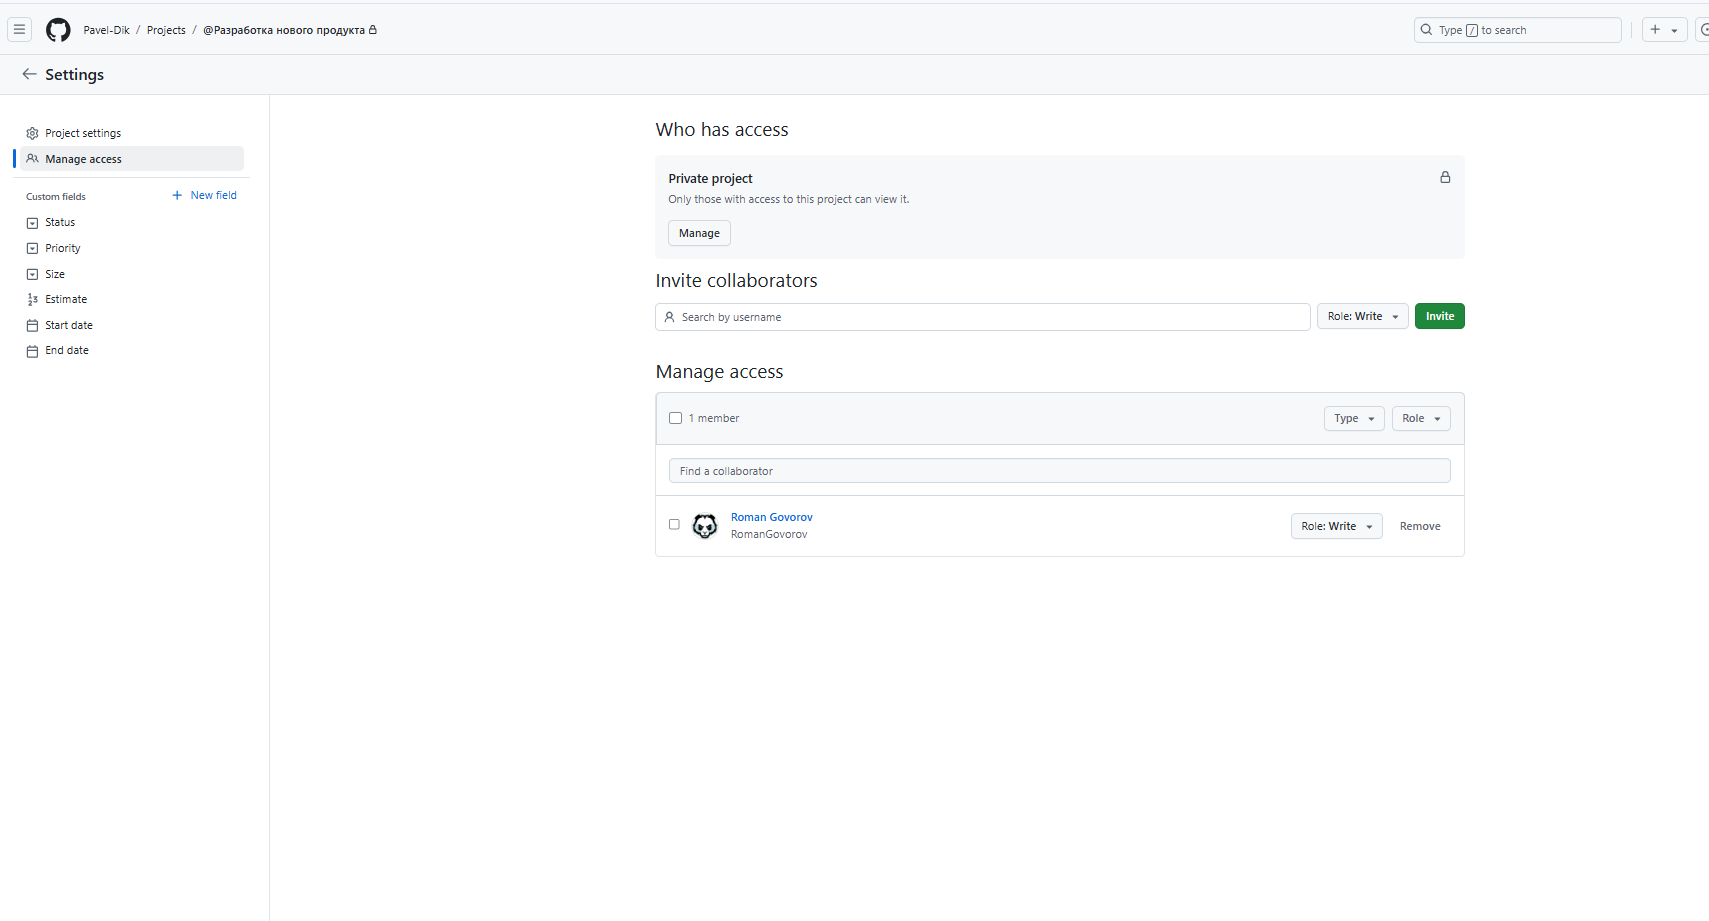 Pavel-Dik / Projects / @Разработка нового продукта
Type / to search
Settings
Project settings
Manage access
Custom fields
New field
Status
Priority
Size
Estimate
Start date
End date
Who has access
Private project
Only those with access to this project can view it.
Manage
Invite collaborators
Search by username
Role: Write
Invite
Manage access
1 member
Type
Role
Find a collaborator
Roman Govorov
RomanGovorov
Role: Write
Remove